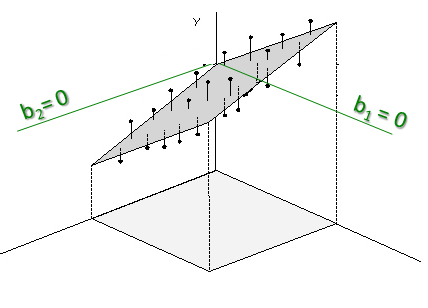 Y
b₂= 0
b₁ = 0